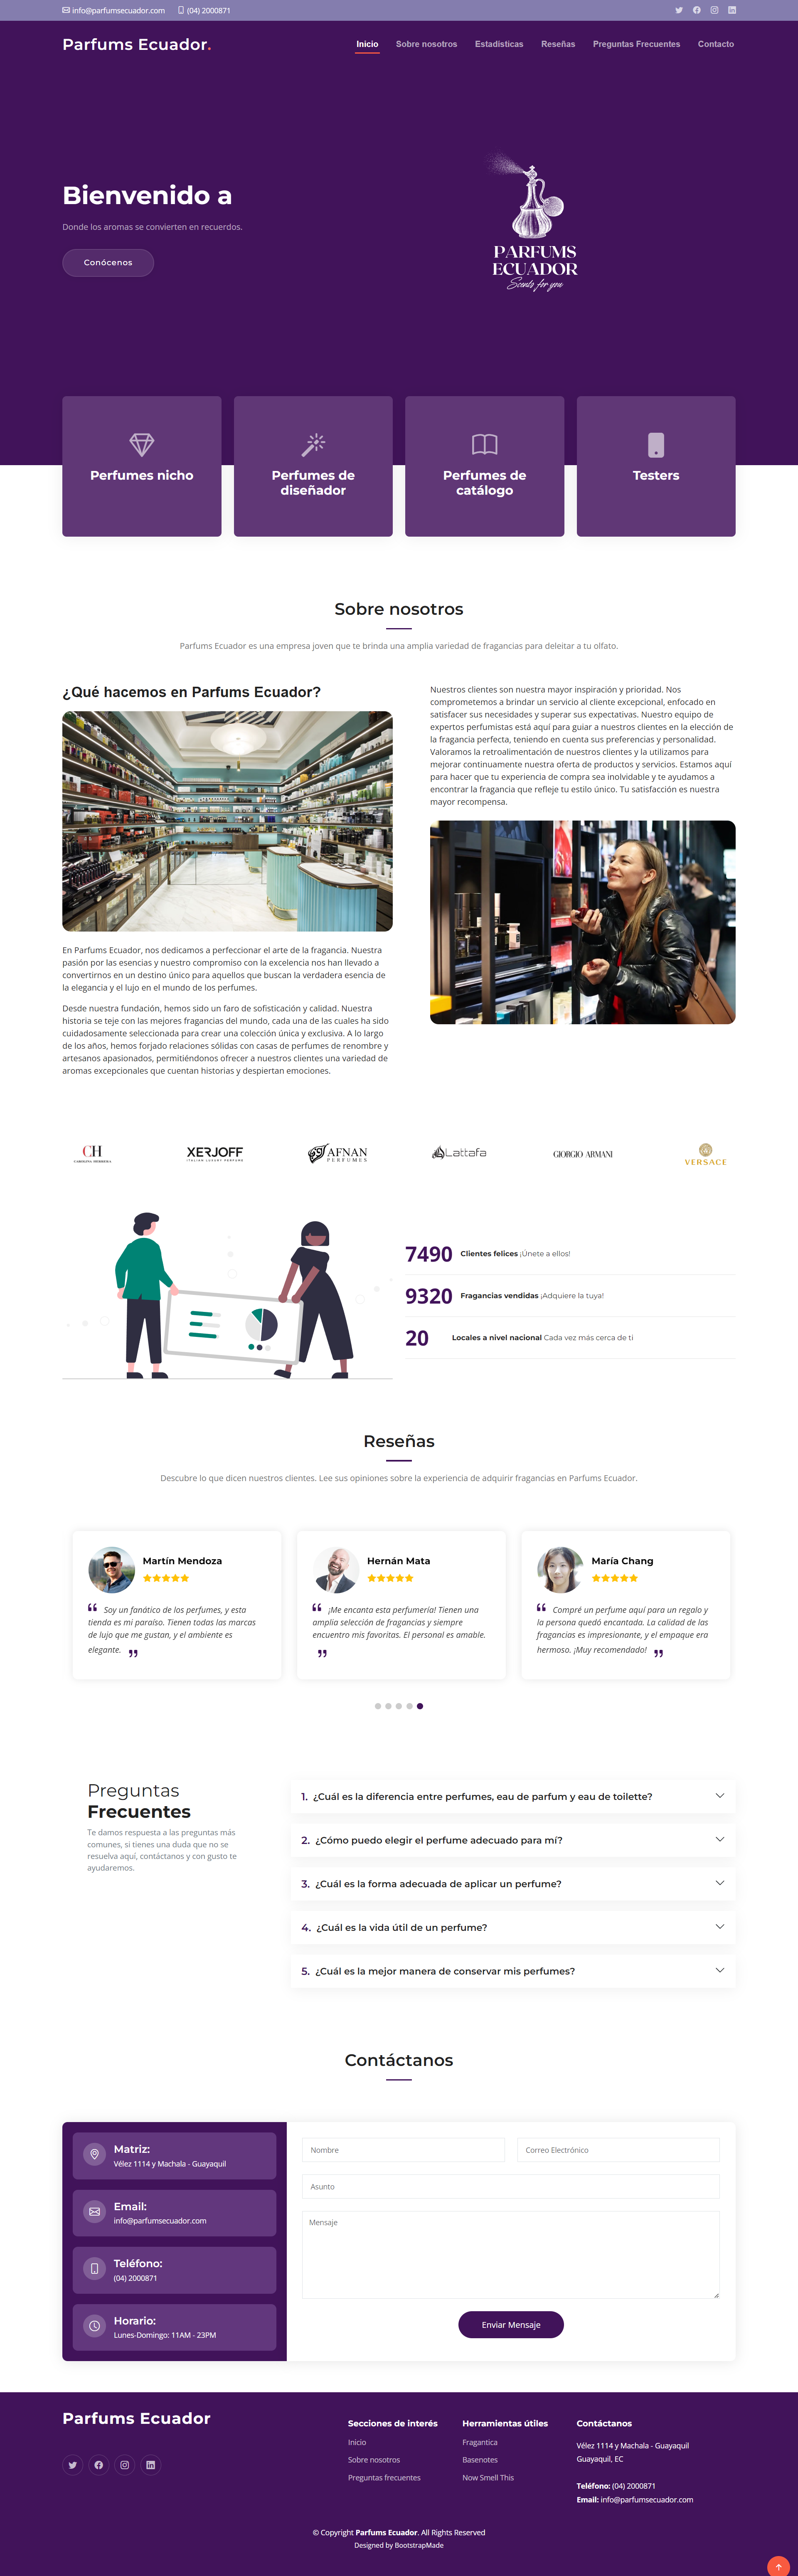 info@parfumsecuador.com (04) 2000871
Parfums Ecuador.
Inicio Sobre nosotros Estadisticas Reseñas Preguntas Frecuentes Contacto
Bienvenido a
Donde los aromas se convierten en recuerdos.
Conócenos
PARFUMS
ECUADOR
Scents for you
Perfumes nicho
Perfumes de
diseñador
Perfumes de
catálogo
Testers
Sobre nosotros
Parfums Ecuador es una empresa joven que te brinda una amplia variedad de fragancias para deleitar a tu olfato.
¿Qué hacemos en Parfums Ecuador?
En Parfums Ecuador, nos dedicamos a perfeccionar el arte de la fragancia. Nuestra
pasión por las esencias y nuestro compromiso con la excelencia nos han llevado a
convertirnos en un destino único para aquellos que buscan la verdadera esencia de
la elegancia y el lujo en el mundo de los perfumes.
Desde nuestra fundación, hemos sido un faro de sofisticación y calidad. Nuestra
historia se teje con las mejores fragancias del mundo, cada una de las cuales ha sido
cuidadosamente seleccionada para crear una colección única y exclusiva. A lo largo
de los años, hemos forjado relaciones sólidas con casas de perfumes de renombre y
artesanos apasionados, permitiéndonos ofrecer a nuestros clientes una variedad de
aromas excepcionales que cuentan historias y despiertan emociones.
Nuestros clientes son nuestra mayor inspiración y prioridad. Nos
comprometemos a brindar un servicio al cliente excepcional, enfocado en
satisfacer sus necesidades y superar sus expectativas. Nuestro equipo de
expertos perfumistas está aquí para guiar a nuestros clientes en la elección de
la fragancia perfecta, teniendo en cuenta sus preferencias y personalidad.
Valoramos la retroalimentación de nuestros clientes y la utilizamos para
mejorar continuamente nuestra oferta de productos y servicios. Estamos aquí
para hacer que tu experiencia de compra sea inolvidable y te ayudamos a
encontrar la fragancia que refleje tu estilo único. Tu satisfacción es nuestra
mayor recompensa.
CH
CAROLINA HERRERA
XERJOFF
ITALIAN LUXURY PERFUMS
AFNAN
PERFUMES
Lattafa
GIORGIO ARMANI
VERSACE
7490 Clientes felices ¡Únete a ellos!
9320 Fragancias vendidas ¡Adquiere la tuya!
20 Locales a nivel nacional Cada vez más cerca de ti
Reseñas
Descubre lo que dicen nuestros clientes. Lee sus opiniones sobre la experiencia de adquirir fragancias en Parfums Ecuador.
Martín Mendoza
“ Soy un fanático de los perfumes, y esta
tienda es mi paraíso. Tienen todas las marcas
de lujo que me gustan, y el ambiente es
elegante. ”
Hernán Mata
“ ¡Me encanta esta perfumería! Tienen una
amplia selección de fragancias y siempre
encuentro mis favoritas. El personal es amable.
”
María Chang
“ Compré un perfume aquí para un regalo y
la persona quedó encantada. La calidad de las
fragancias es impresionante, y el empaque era
hermoso. ¡Muy recomendado! ”
Preguntas
Frecuentes
Te damos respuesta a las preguntas más
comunes, si tienes una duda que no se
resuelva aquí, contáctanos y con gusto te
ayudaremos.
1. ¿Cuál es la diferencia entre perfumes, eau de parfum y eau de toilette?
2. ¿Cómo puedo elegir el perfume adecuado para mí?
3. ¿Cuál es la forma adecuada de aplicar un perfume?
4. ¿Cuál es la vida útil de un perfume?
5. ¿Cuál es la mejor manera de conservar mis perfumes?
Contáctanos
Matriz:
Vélez 1114 y Machala - Guayaquil
Email:
info@parfumsecuador.com
Teléfono:
(04) 2000871
Horario:
Lunes-Domingo: 11AM - 23PM
Nombre
Correo Electrónico
Asunto
Mensaje
Enviar Mensaje
Parfums Ecuador
Secciones de interés
Inicio
Sobre nosotros
Preguntas frecuentes
Herramientas útiles
Fragantica
Basenotes
Now Smell This
Contáctanos
Vélez 1114 y Machala - Guayaquil
Guayaquil, EC
Teléfono: (04) 2000871
Email: info@parfumsecuador.com
© Copyright Parfums Ecuador. All Rights Reserved
Designed by BootstrapMade